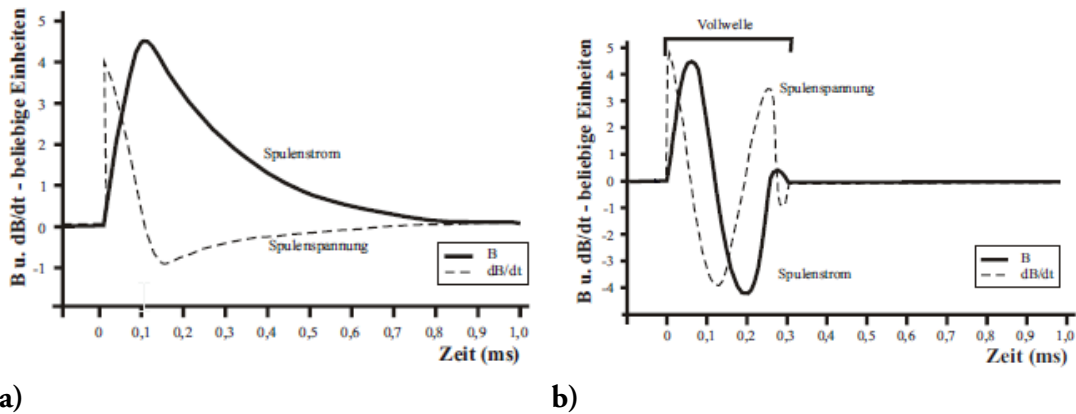 B u. dB/dt - beliebige Einheiten
5
4
3
2
1
0
-1
Spulenstrom
Spulenspannung
B
dB/dt
0 0,1 0,2 0,3 0,4 0,5 0,6 0,7 0,8 0,9 1,0
Zeit (ms)
a)
Vollwelle
B u. dB/dt - beliebige Einheiten
5
4
3
2
1
0
-1
-2
-3
-4
Spulenspannung
Spulenstrom
B
dB/dt
0 0,1 0,2 0.3 0,4 0,5 0,6 0,7 0,8 0,9 1,0
Zeit (ms)
b)